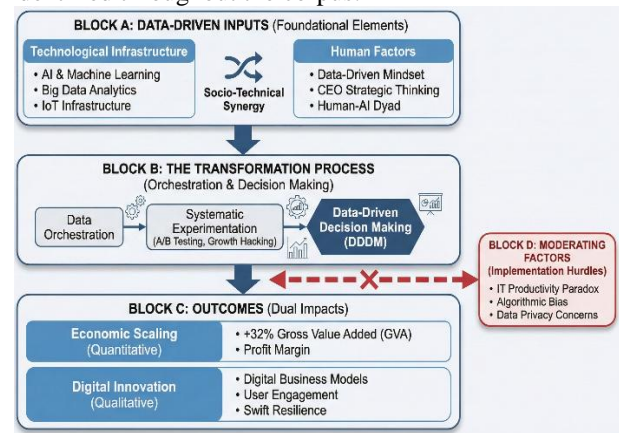 BLOCK A: DATA-DRIVEN INPUTS (Foundational Elements)
Technological Infrastructure
• AI & Machine Learning
• Big Data Analytics
• IoT Infrastructure
Socio-Technical
Synergy
Human Factors
• Data-Driven Mindset
• CEO Strategic Thinking
• Human-AI Dyad
BLOCK B: THE TRANSFORMATION PROCESS
(Orchestration & Decision Making)
Data
Orchestration
Systematic
Experimentation
(A/B Testing, Growth Hacking)
Data-Driven
Decision Making
(DDDM)
BLOCK D: MODERATING
FACTORS
(Implementation Hurdles)
• IT Productivity Paradox
• Algorithmic Bias
• Data Privacy Concerns
BLOCK C: OUTCOMES (Dual Impacts)
Economic Scaling
(Quantitative)
• +32% Gross Value Added (GVA)
• Profit Margin
Digital Innovation
(Qualitative)
• Digital Business Models
• User Engagement
• Swift Resilience